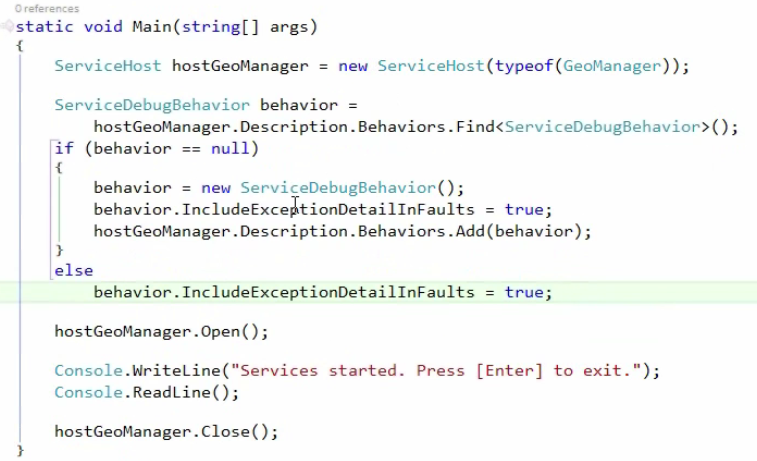 0 references
static void Main(string[] args)
{
    ServiceHost hostGeoManager = new ServiceHost(typeof(GeoManager));
    ServiceDebugBehavior behavior =
        hostGeoManager.Description.Behaviors.Find<ServiceDebugBehavior>();
    if (behavior == null)
    {
        behavior = new ServiceDebugBehavior();
        behavior.IncludeExceptionDetailInFaults = true;
        hostGeoManager.Description.Behaviors.Add(behavior);
    }
    else
        behavior.IncludeExceptionDetailInFaults = true;
    hostGeoManager.Open();
    Console.WriteLine("Services started. Press [Enter] to exit.");
    Console.ReadLine();
    hostGeoManager.Close();
}